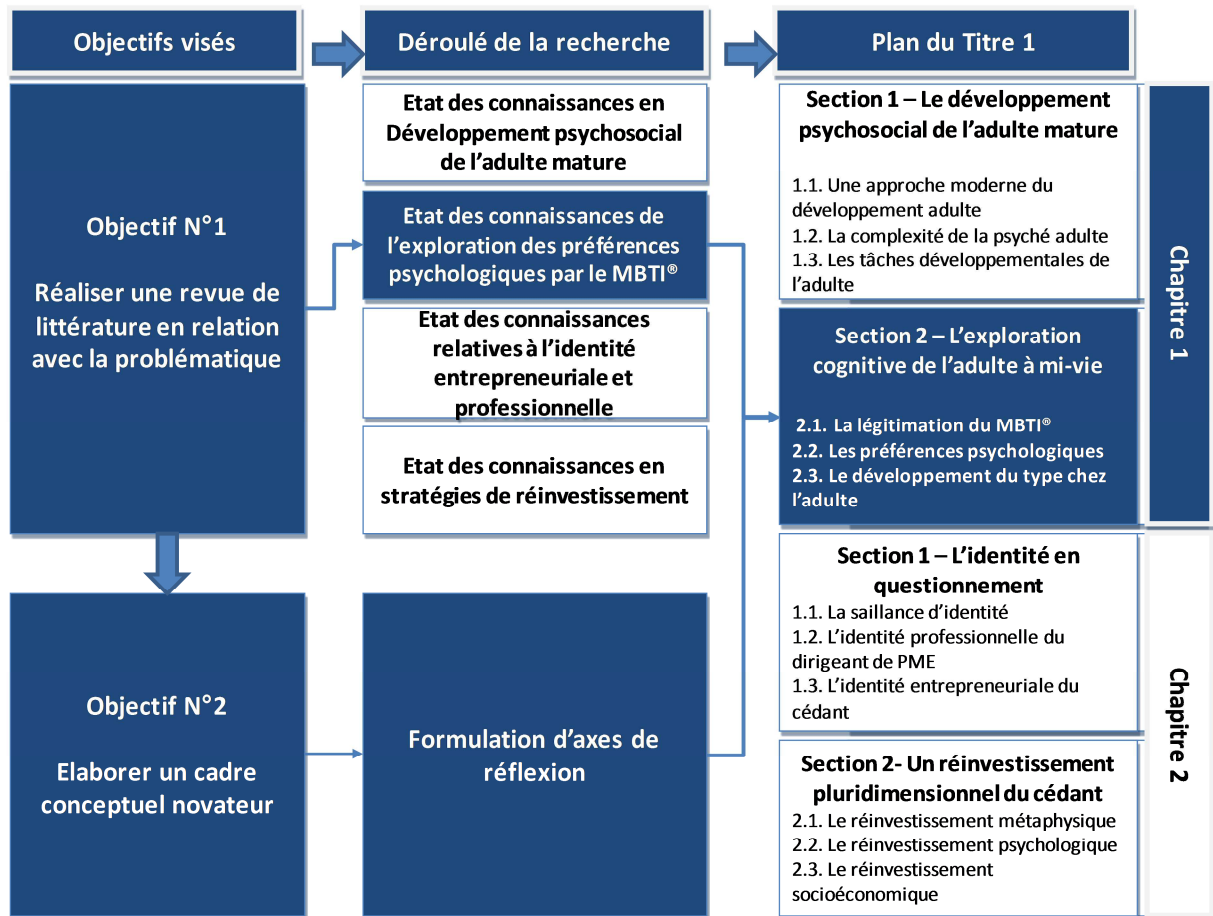 Objectifs visés
Déroulé de la recherche
Plan du Titre 1
Objectif N°1
Réaliser une revue de
littérature en relation
avec la problématique
Etat des connaissances en
Développement psychosocial
de l’adulte mature
Etat des connaissances de
l’exploration des préférences
psychologiques par le MBTI®
Etat des connaissances
relatives à l’identité
entrepreneuriale et
professionnelle
Etat des connaissances en
stratégies de réinvestissement
Section 1 – Le développement
psychosocial de l’adulte mature
1.1. Une approche moderne du
développement adulte
1.2. La complexité de la psyché adulte
1.3. Les tâches développementales de
l’adulte
Section 2 – L’exploration
cognitive de l’adulte à mi-vie
2.1. La légitimation du MBTI®
2.2. Les préférences psychologiques
2.3. Le développement du type chez
l’adulte
Chapitre 1
Objectif N°2
Elaborer un cadre
conceptuel novateur
Formulation d’axes de
réflexion
Section 1 – L’identité en
questionnement
1.1. La saillance d’identité
1.2. L’identité professionnelle du
dirigeant de PME
1.3. L’identité entrepreneuriale du
cédant
Section 2- Un réinvestissement
pluridimensionnel du cédant
2.1. Le réinvestissement métaphysique
2.2. Le réinvestissement psychologique
2.3. Le réinvestissement
socioéconomique
Chapitre 2